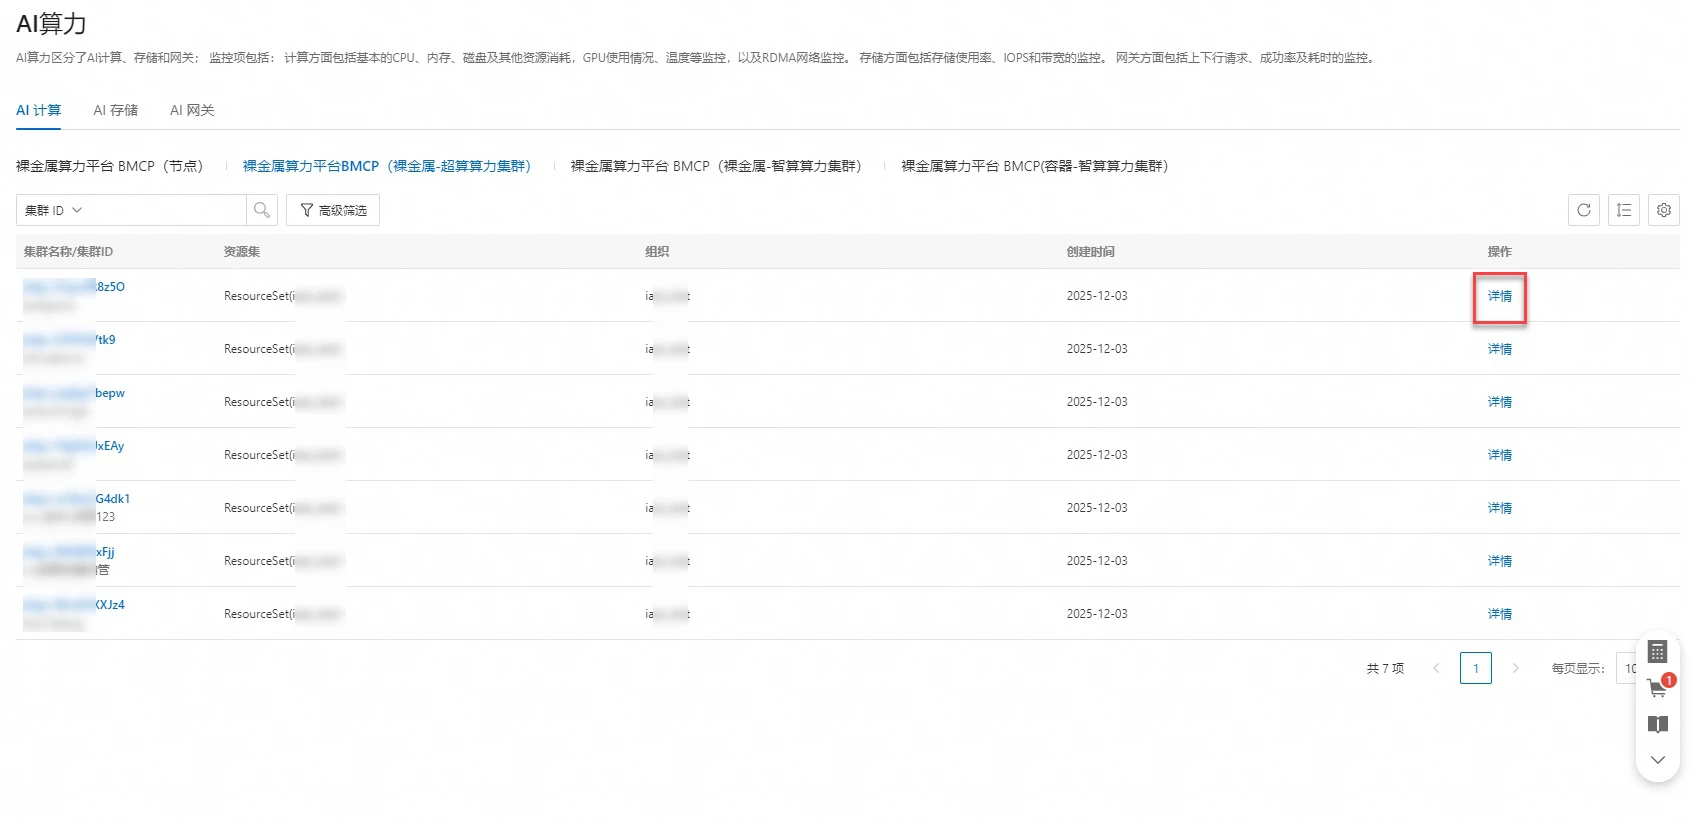 AI算力
AI算力区分了AI计算、存储和网关； 监控项包括： 计算方面包括基本的CPU、内存、磁盘及其他资源消耗，GPU使用情况、温度等监控，以及RDMA网络监控。 存储方面包括存储使用率、IOPS和带宽的监控。 网关方面包括上下行请求、成功率及耗时的监控。
AI 计算 AI 存储 AI 网关
裸金属算力平台 BMCP（节点） 裸金属算力平台BMCP（裸金属-超算算力集群） 裸金属算力平台 BMCP（裸金属-智算算力集群） 裸金属算力平台 BMCP(容器-智算算力集群)
集群 ID 高级筛选
集群名称/集群ID 资源集 组织 创建时间 操作
8z5O
ResourceSet(i ia t 2025-12-03 详情
tk9
ResourceSet(i ia t 2025-12-03 详情
bepw
ResourceSet(i ia t 2025-12-03 详情
xEAy
ResourceSet(i ia t 2025-12-03 详情
G4dk1
ResourceSet(i ia t 2025-12-03 详情
123
xFjj
ResourceSet(i ia t 2025-12-03 详情
管
XJz4
ResourceSet(i ia t 2025-12-03 详情
共 7 项 1 每页显示： 10
1